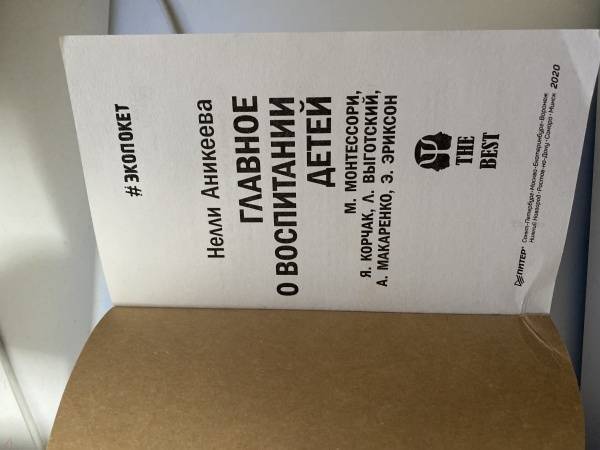 #ЭКОПОКЕТ
Нелли Аникеева
ГЛАВНОЕ
О ВОСПИТАНИИ
ДЕТЕЙ
М. МОНТЕССОРИ,
Я. КОРЧАК, Л. ВЫГОТСКИЙ,
А. МАКАРЕНКО, Э. ЭРИКСОН
THE
BEST
ПИТЕР®
Санкт-Петербург • Москва • Екатеринбург • Воронеж
Нижний Новгород • Ростов-на-Дону • Самара • Минск
2020